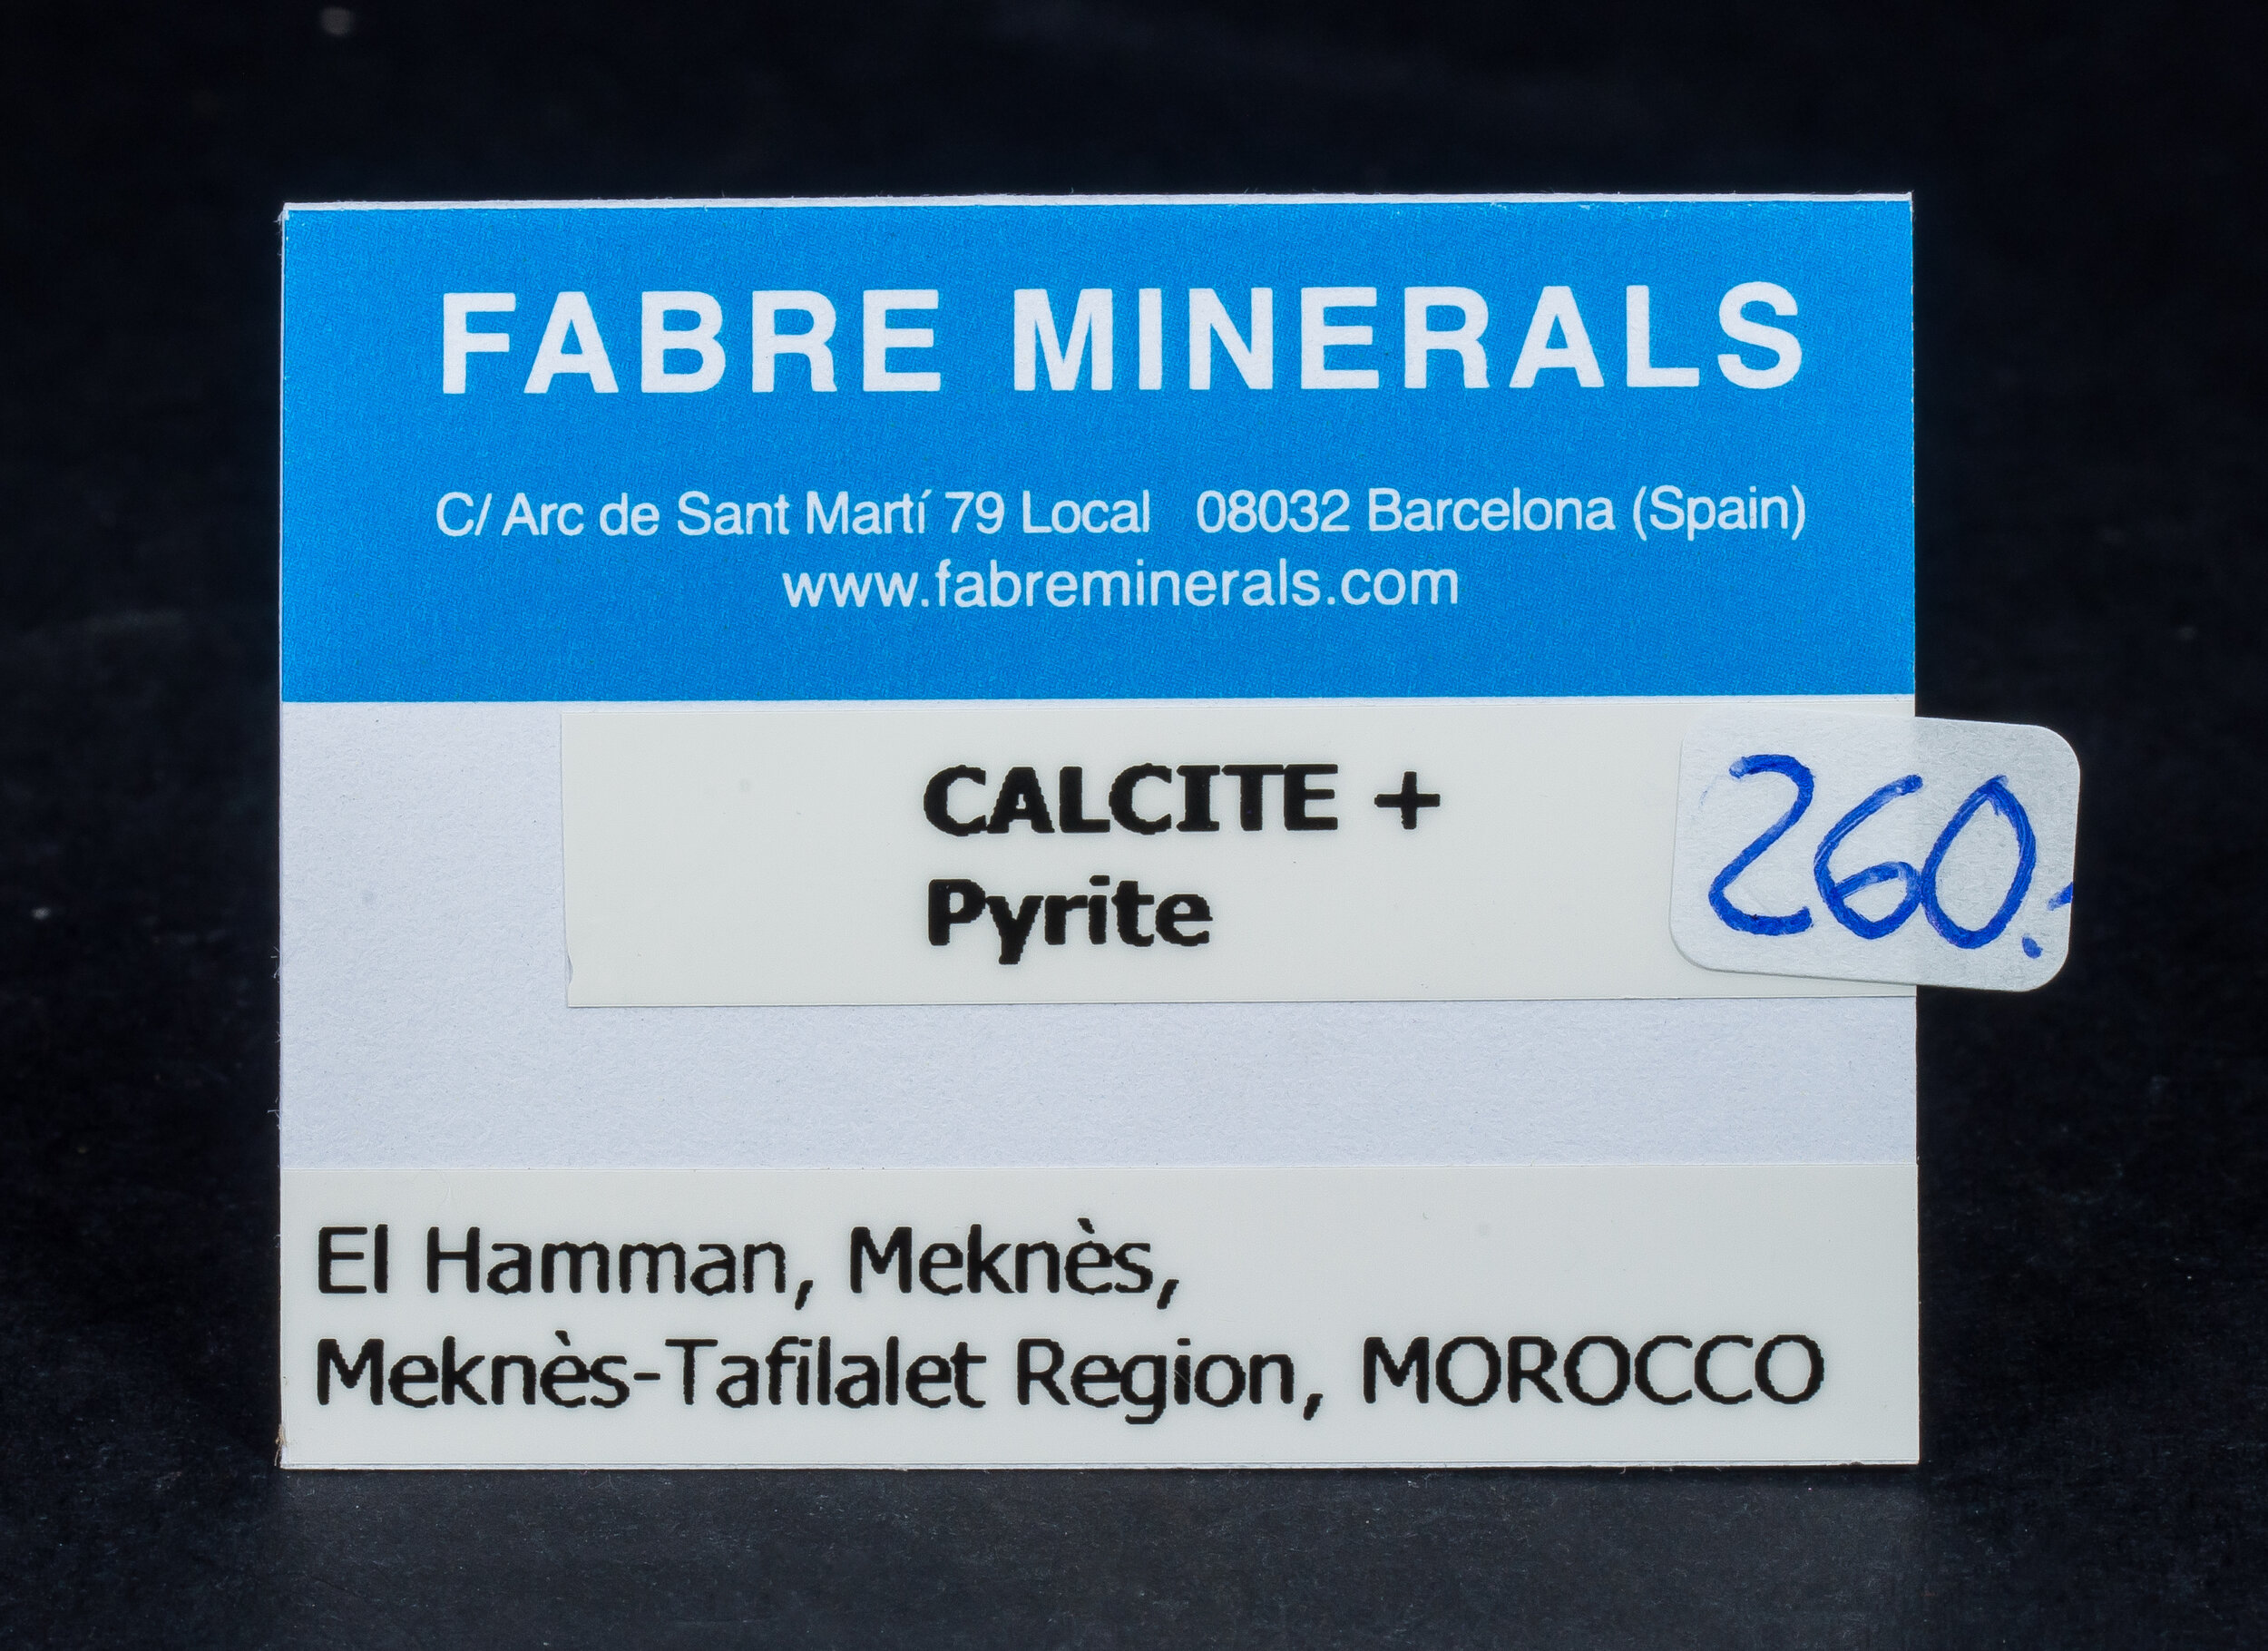 FABRE MINERALS
C/ Arc de Sant Martí 79 Local 08032 Barcelona (Spain)
www.fabreminerals.com
CALCITE +
Pyrite
260.-
El Hamman, Meknès,
Meknès-Tafilalet Region, MOROCCO